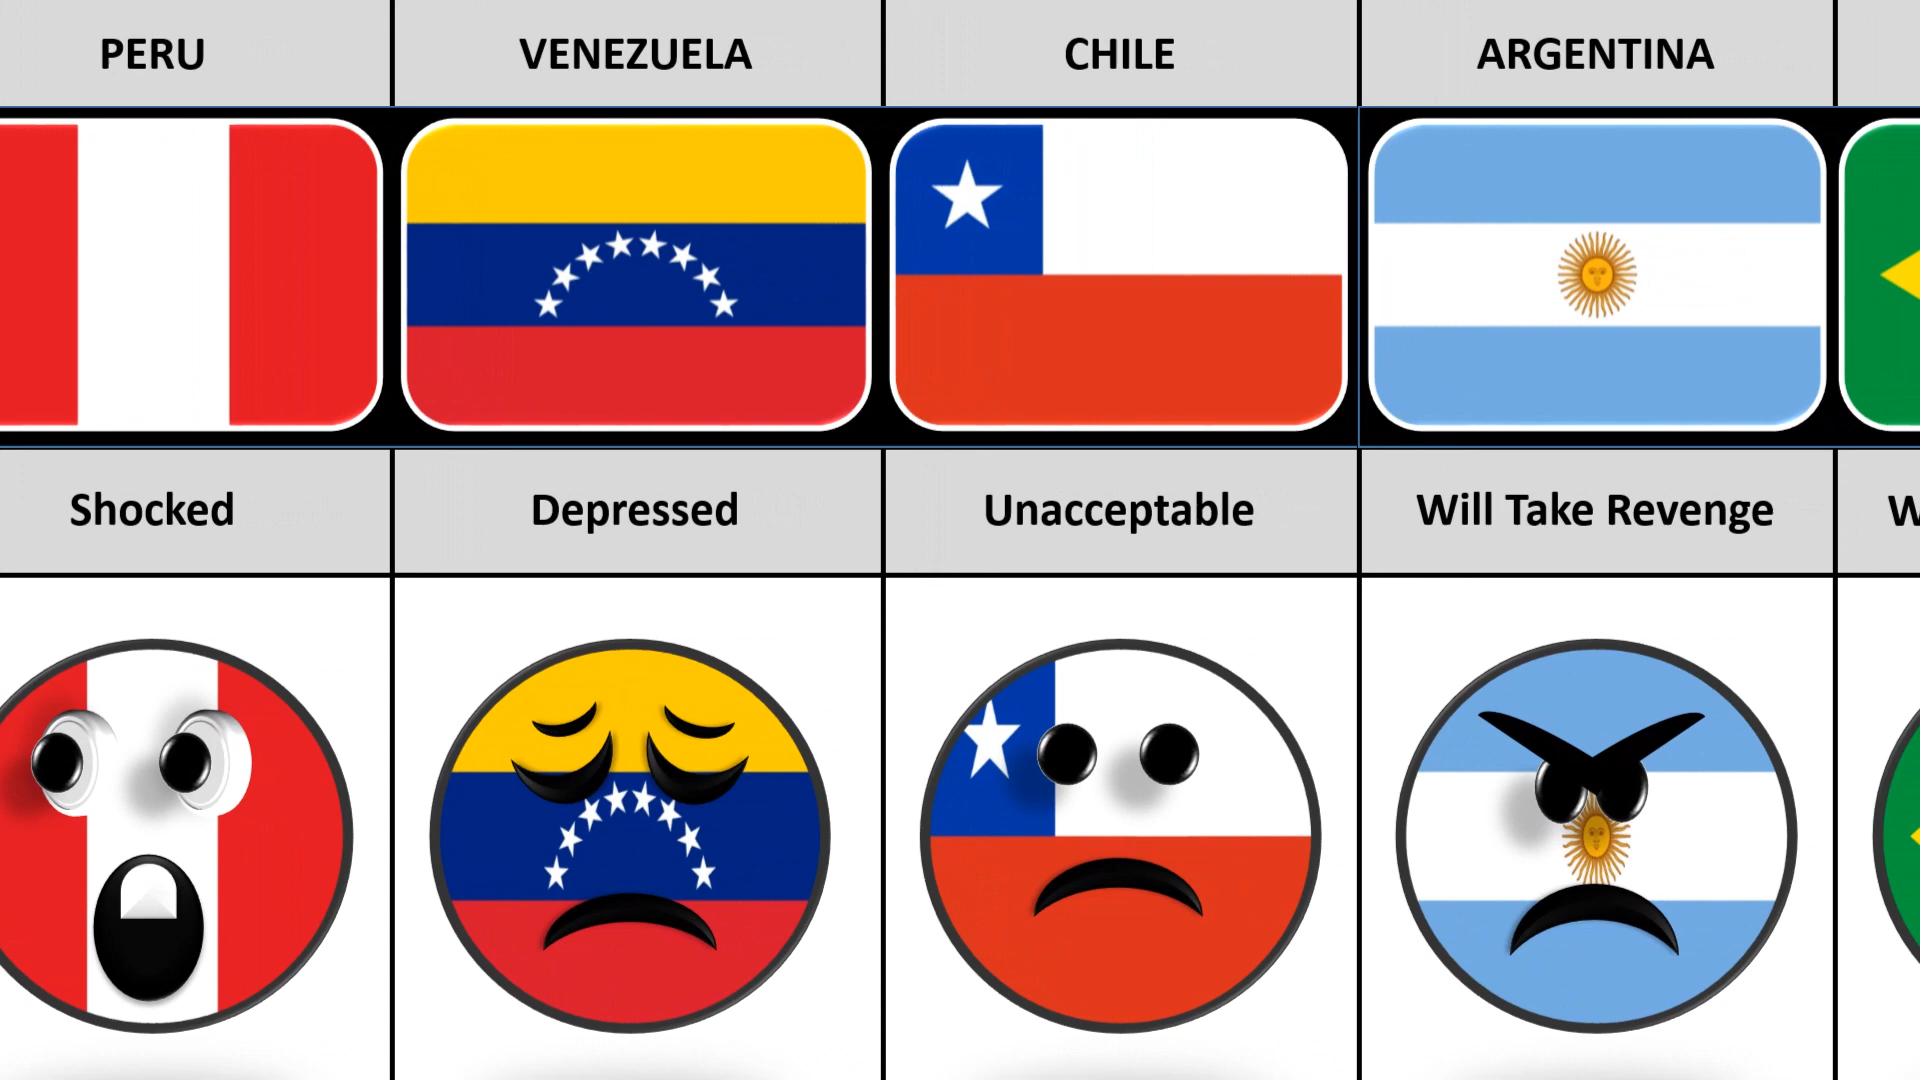 PERU
VENEZUELA
CHILE
ARGENTINA
Shocked
Depressed
Unacceptable
Will Take Revenge
W